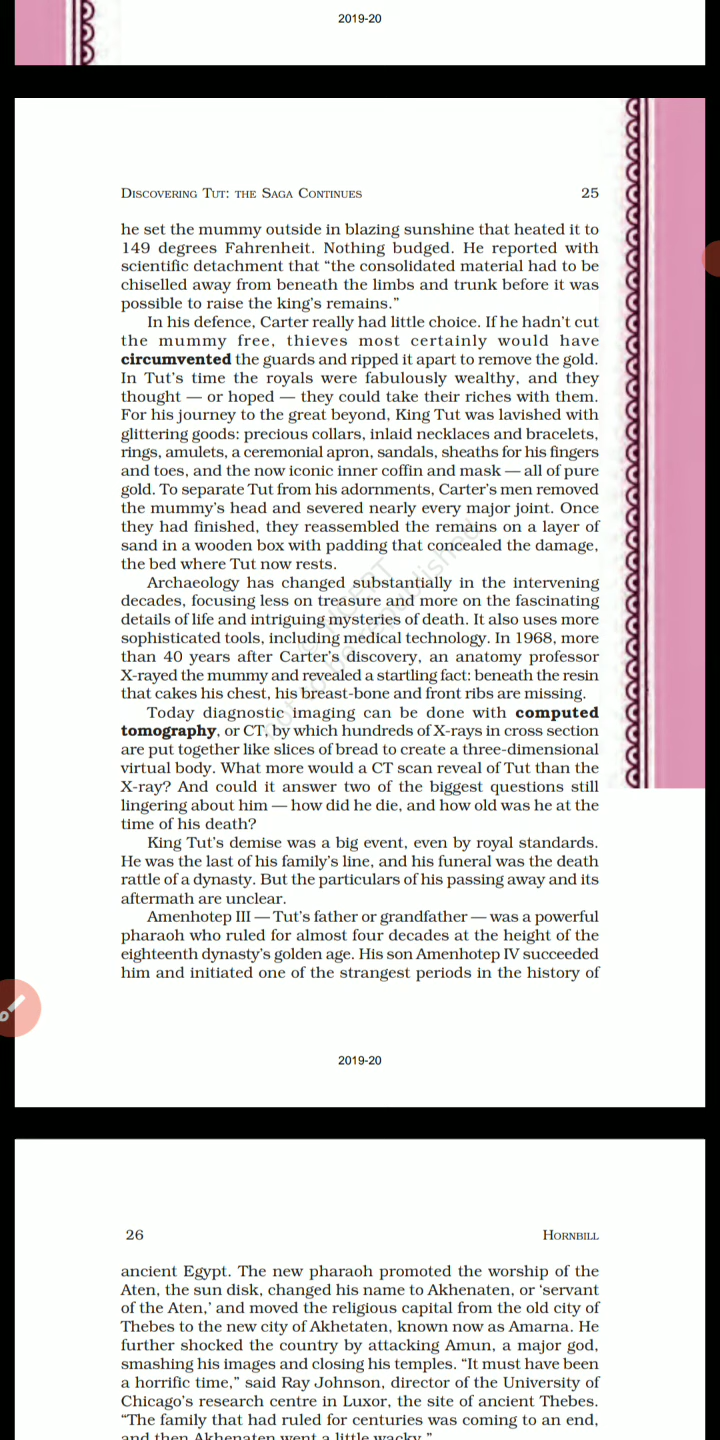 2019-20
DISCOVERING TUT: THE SAGA CONTINUES 25
he set the mummy outside in blazing sunshine that heated it to
149 degrees Fahrenheit. Nothing budged. He reported with
scientific detachment that “the consolidated material had to be
chiselled away from beneath the limbs and trunk before it was
possible to raise the king’s remains.”
In his defence, Carter really had little choice. If he hadn’t cut
the mummy free, thieves most certainly would have
circumvented the guards and ripped it apart to remove the gold.
In Tut’s time the royals were fabulously wealthy, and they
thought — or hoped — they could take their riches with them.
For his journey to the great beyond, King Tut was lavished with
glittering goods: precious collars, inlaid necklaces and bracelets,
rings, amulets, a ceremonial apron, sandals, sheaths for his fingers
and toes, and the now iconic inner coffin and mask — all of pure
gold. To separate Tut from his adornments, Carter’s men removed
the mummy’s head and severed nearly every major joint. Once
they had finished, they reassembled the remains on a layer of
sand in a wooden box with padding that concealed the damage,
the bed where Tut now rests.
Archaeology has changed substantially in the intervening
decades, focusing less on treasure and more on the fascinating
details of life and intriguing mysteries of death. It also uses more
sophisticated tools, including medical technology. In 1968, more
than 40 years after Carter’s discovery, an anatomy professor
X-rayed the mummy and revealed a startling fact: beneath the resin
that cakes his chest, his breast-bone and front ribs are missing.
Today diagnostic imaging can be done with computed
tomography, or CT, by which hundreds of X-rays in cross section
are put together like slices of bread to create a three-dimensional
virtual body. What more would a CT scan reveal of Tut than the
X-ray? And could it answer two of the biggest questions still
lingering about him — how did he die, and how old was he at the
time of his death?
King Tut’s demise was a big event, even by royal standards.
He was the last of his family’s line, and his funeral was the death
rattle of a dynasty. But the particulars of his passing away and its
aftermath are unclear.
Amenhotep III — Tut’s father or grandfather — was a powerful
pharaoh who ruled for almost four decades at the height of the
eighteenth dynasty’s golden age. His son Amenhotep IV succeeded
him and initiated one of the strangest periods in the history of
© NCERT
not to be republished
2019-20
26 HORNBILL
ancient Egypt. The new pharaoh promoted the worship of the
Aten, the sun disk, changed his name to Akhenaten, or ‘servant
of the Aten,’ and moved the religious capital from the old city of
Thebes to the new city of Akhetaten, known now as Amarna. He
further shocked the country by attacking Amun, a major god,
smashing his images and closing his temples. “It must have been
a horrific time,” said Ray Johnson, director of the University of
Chicago’s research centre in Luxor, the site of ancient Thebes.
“The family that had ruled for centuries was coming to an end,
and then Akhenaten went a little wacky.”